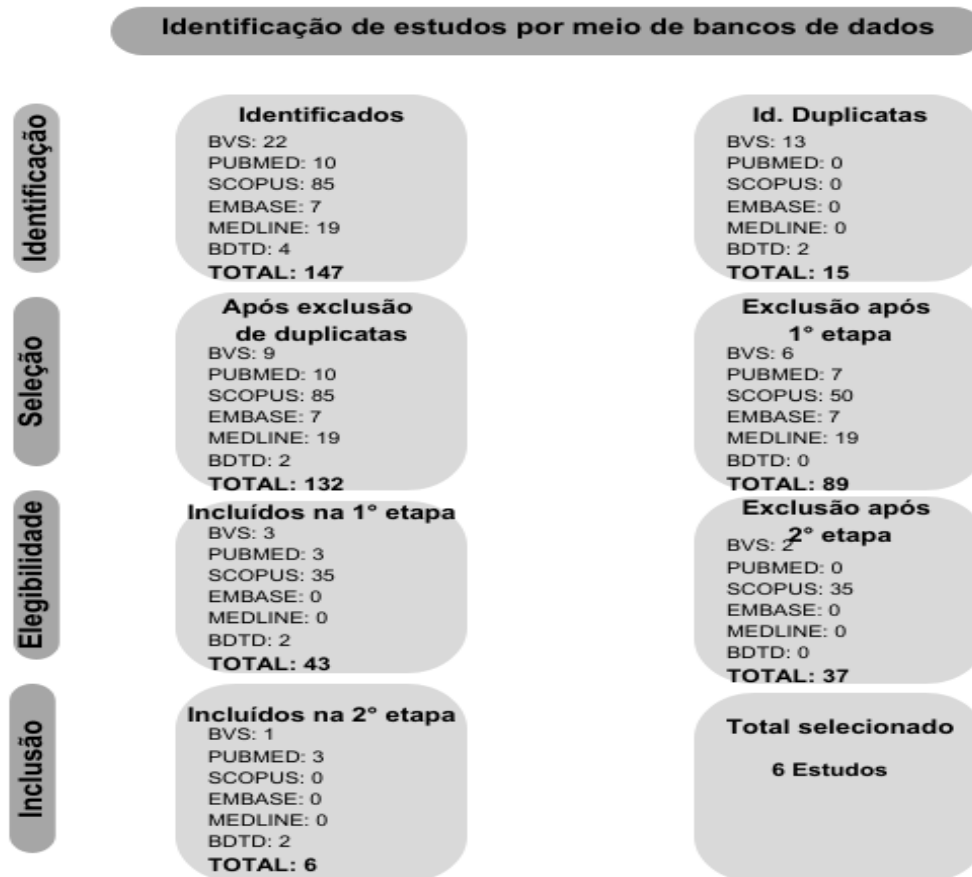 Identificação de estudos por meio de bancos de dados
Identificação
Identificados
BVS: 22
PUBMED: 10
SCOPUS: 85
EMBASE: 7
MEDLINE: 19
BDTD: 4
TOTAL: 147
Id. Duplicatas
BVS: 13
PUBMED: 0
SCOPUS: 0
EMBASE: 0
MEDLINE: 0
BDTD: 2
TOTAL: 15
Seleção
Após exclusão
de duplicatas
BVS: 9
PUBMED: 10
SCOPUS: 85
EMBASE: 7
MEDLINE: 19
BDTD: 2
TOTAL: 132
Exclusão após
1° etapa
BVS: 6
PUBMED: 7
SCOPUS: 50
EMBASE: 7
MEDLINE: 19
BDTD: 0
TOTAL: 89
Elegibilidade
Incluídos na 1° etapa
BVS: 3
PUBMED: 3
SCOPUS: 35
EMBASE: 0
MEDLINE: 0
BDTD: 2
TOTAL: 43
Exclusão após
2° etapa
BVS: 2
PUBMED: 0
SCOPUS: 35
EMBASE: 0
MEDLINE: 0
BDTD: 0
TOTAL: 37
Inclusão
Incluídos na 2° etapa
BVS: 1
PUBMED: 3
SCOPUS: 0
EMBASE: 0
MEDLINE: 0
BDTD: 2
TOTAL: 6
Total selecionado
6 Estudos